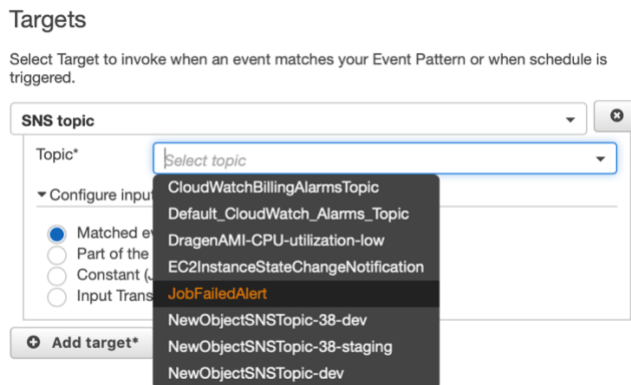 Targets
Select Target to invoke when an event matches your Event Pattern or when schedule is
triggered.
SNS topic
Topic*
Select topic
CloudWatchBillingAlarmsTopic
Configure input
Default_CloudWatch_Alarms_Topic
Matched ev
DragenAMI-CPU-utilization-low
Part of the
EC2InstanceStateChangeNotification
Constant (J
JobFailedAlert
Input Trans
NewObjectSNSTopic-38-dev
Add target*
NewObjectSNSTopic-38-staging
NewObjectSNSTopic-dev